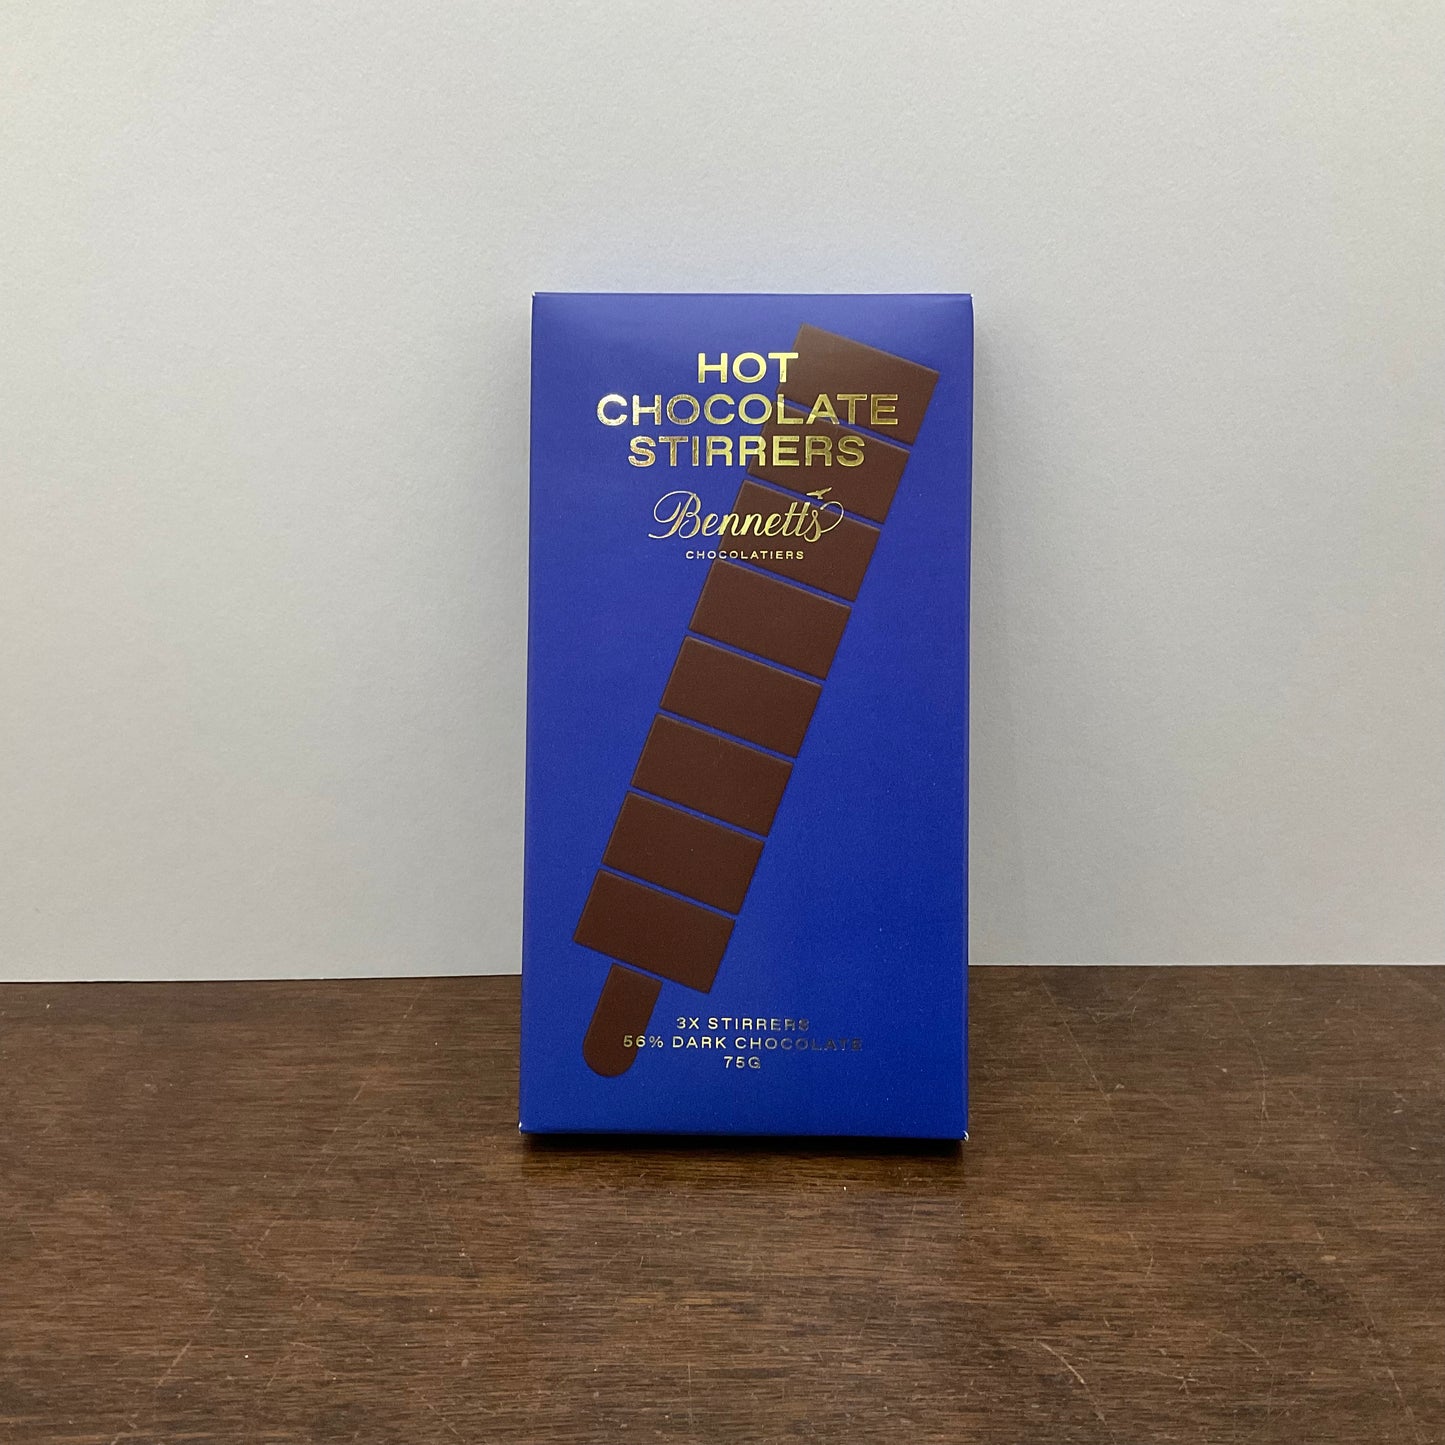 HOT
CHOCOLATE
STIRRERS
Bennetts
CHOCOLATIERS
3X STIRRERS
56% DARK CHOCOLATE
75G